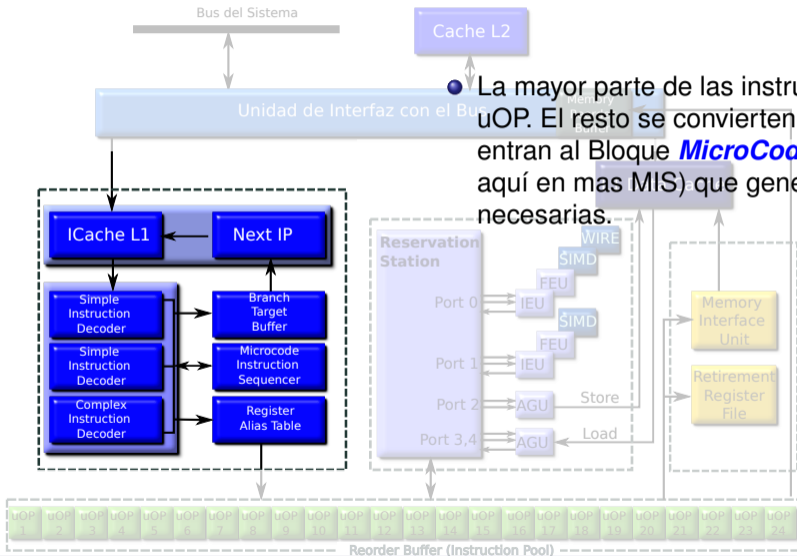 Bus del Sistema
Cache L2
Unidad de Interfaz con el Bus
Memory
Buffer
La mayor parte de las instru
uOP. El resto se convierten
entran al Bloque MicroCod
aquí en mas MIS) que gene
necesarias.
ICache L1
Next IP
Simple
Instruction
Decoder
Branch
Target
Buffer
Simple
Instruction
Decoder
Microcode
Instruction
Sequencer
Complex
Instruction
Decoder
Register
Alias Table
Reservation
Station
Port 0
IEU
FEU
SIMD
WIRE
Port 1
IEU
FEU
SIMD
Port 2
AGU
Store
Port 3,4
AGU
Load
Memory
Interface
Unit
Retirement
Register
File
uOP uOP uOP uOP uOP uOP uOP uOP uOP uOP uOP uOP uOP uOP uOP uOP uOP uOP uOP uOP uOP uOP uOP uOP
1 2 3 4 5 6 7 8 9 10 11 12 13 14 15 16 17 18 19 20 21 22 23 24
Reorder Buffer (Instruction Pool)